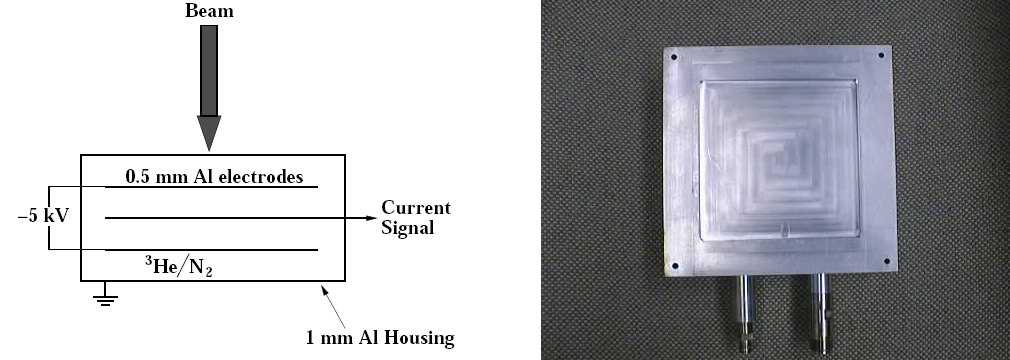 Beam
0.5 mm Al electrodes
−5 kV
Current
Signal
³He/N₂
1 mm Al Housing